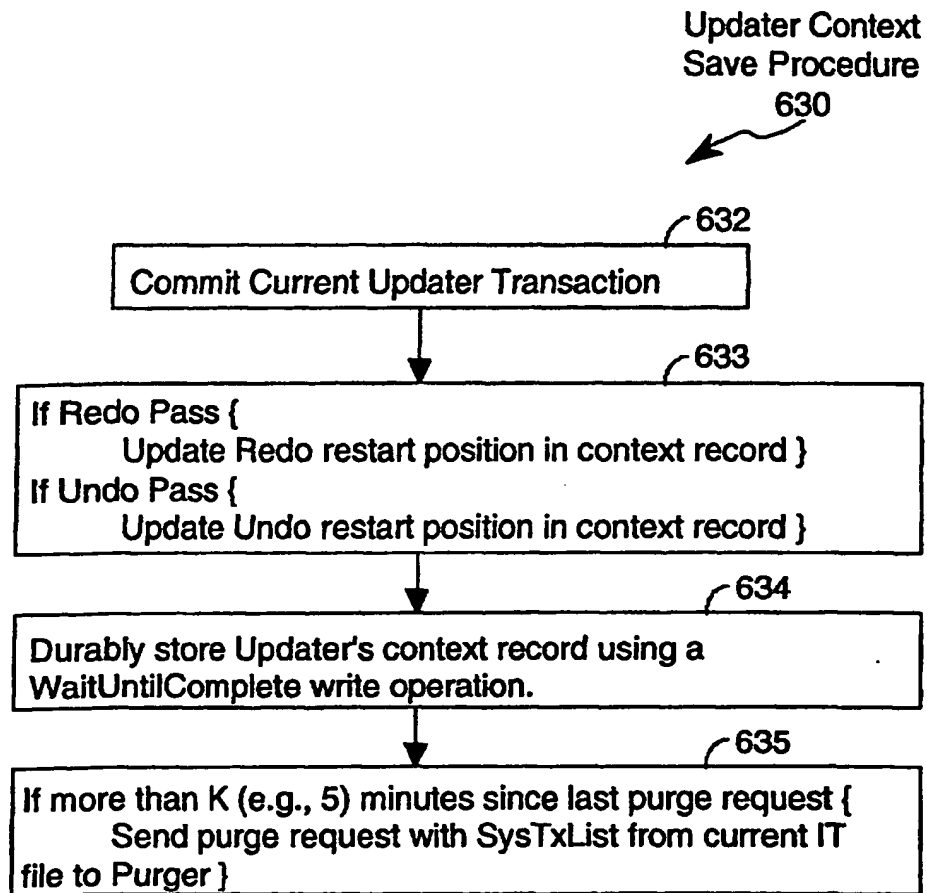 Updater Context
Save Procedure
630
632
Commit Current Updater Transaction
633
If Redo Pass {
Update Redo restart position in context record }
If Undo Pass {
Update Undo restart position in context record }
634
Durably store Updater's context record using a
WaitUntilComplete write operation.
635
If more than K (e.g., 5) minutes since last purge request {
Send purge request with SysTxList from current IT
file to Purger }